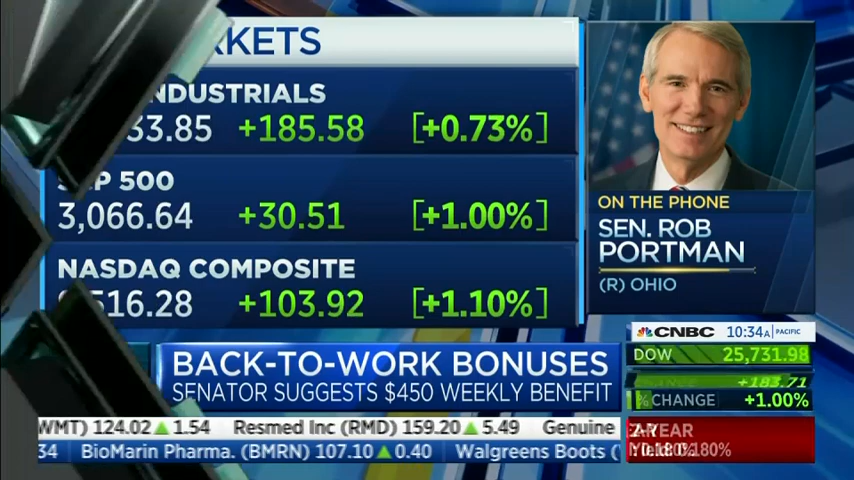 RKETS
INDUSTRIALS
33.85 +185.58 [+0.73%]
S&P 500
3,066.64 +30.51 [+1.00%]
NASDAQ COMPOSITE
516.28 +103.92 [+1.10%]
ON THE PHONE
SEN. ROB
PORTMAN
(R) OHIO
CNBC 10:34A PACIFIC
DOW 25,731.98
+183.71
% CHANGE +1.00%
BACK-TO-WORK BONUSES
SENATOR SUGGESTS $450 WEEKLY BENEFIT
WMT) 124.02 ▲ 1.54 Resmed Inc (RMD) 159.20 ▲ 5.49 Genuine
34 BioMarin Pharma. (BMRN) 107.10 ▲ 0.40 Walgreens Boots (
YEAR